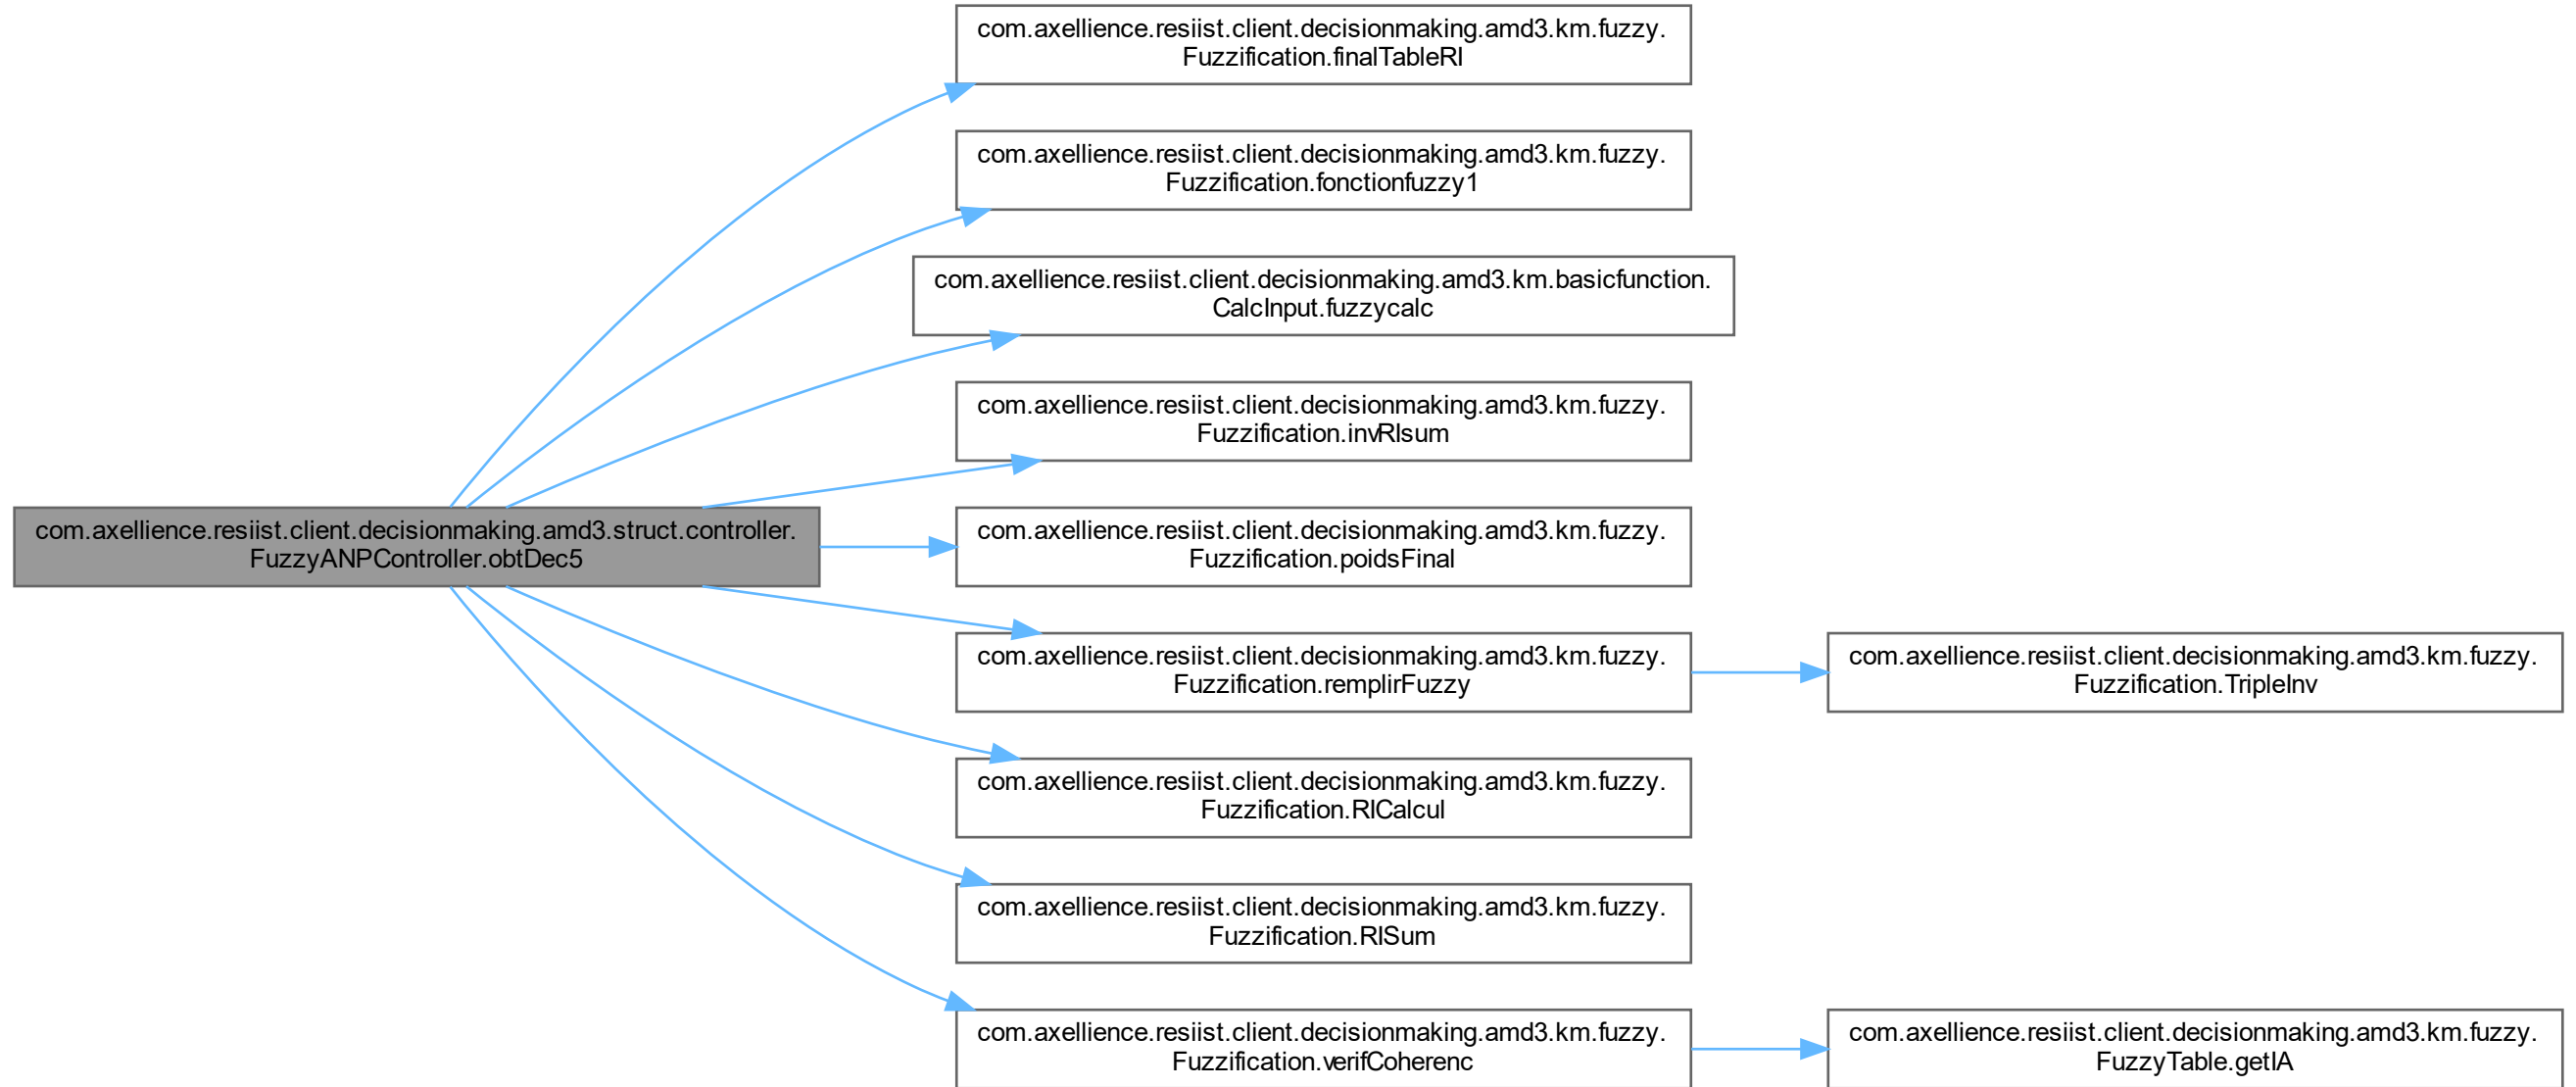 com.axellience.resiist.client.decisionmaking.amd3.km.fuzzy.
Fuzzification.finalTableRI
com.axellience.resiist.client.decisionmaking.amd3.km.fuzzy.
Fuzzification.fonctionfuzzy1
com.axellience.resiist.client.decisionmaking.amd3.km.basicfunction.
CalcInput.fuzzycalc
com.axellience.resiist.client.decisionmaking.amd3.km.fuzzy.
Fuzzification.invRIsum
com.axellience.resiist.client.decisionmaking.amd3.struct.controller.
FuzzyANPController.obtDec5
com.axellience.resiist.client.decisionmaking.amd3.km.fuzzy.
Fuzzification.poidsFinal
com.axellience.resiist.client.decisionmaking.amd3.km.fuzzy.
Fuzzification.remplirFuzzy
com.axellience.resiist.client.decisionmaking.amd3.km.fuzzy.
Fuzzification.TripleInv
com.axellience.resiist.client.decisionmaking.amd3.km.fuzzy.
Fuzzification.RICalcul
com.axellience.resiist.client.decisionmaking.amd3.km.fuzzy.
Fuzzification.RISum
com.axellience.resiist.client.decisionmaking.amd3.km.fuzzy.
Fuzzification.verifCoherenc
com.axellience.resiist.client.decisionmaking.amd3.km.fuzzy.
FuzzyTable.getIA